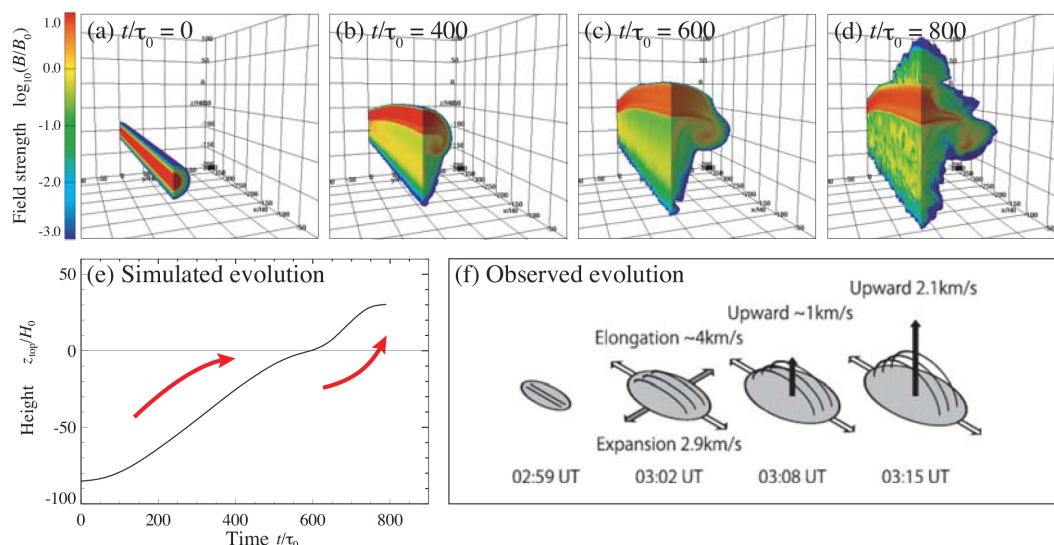 (a) t/τ₀ = 0
(b) t/τ₀ = 400
(c) t/τ₀ = 600
(d) t/τ₀ = 800
Field strength log₁₀(B/B₀)
1.0
0.0
-1.0
-2.0
-3.0
(e) Simulated evolution
Height z_top/H₀
50
0
-50
-100
0 200 400 600 800
Time t/τ₀
(f) Observed evolution
Upward 2.1km/s
Upward ~1km/s
Elongation ~4km/s
Expansion 2.9km/s
02:59 UT 03:02 UT 03:08 UT 03:15 UT